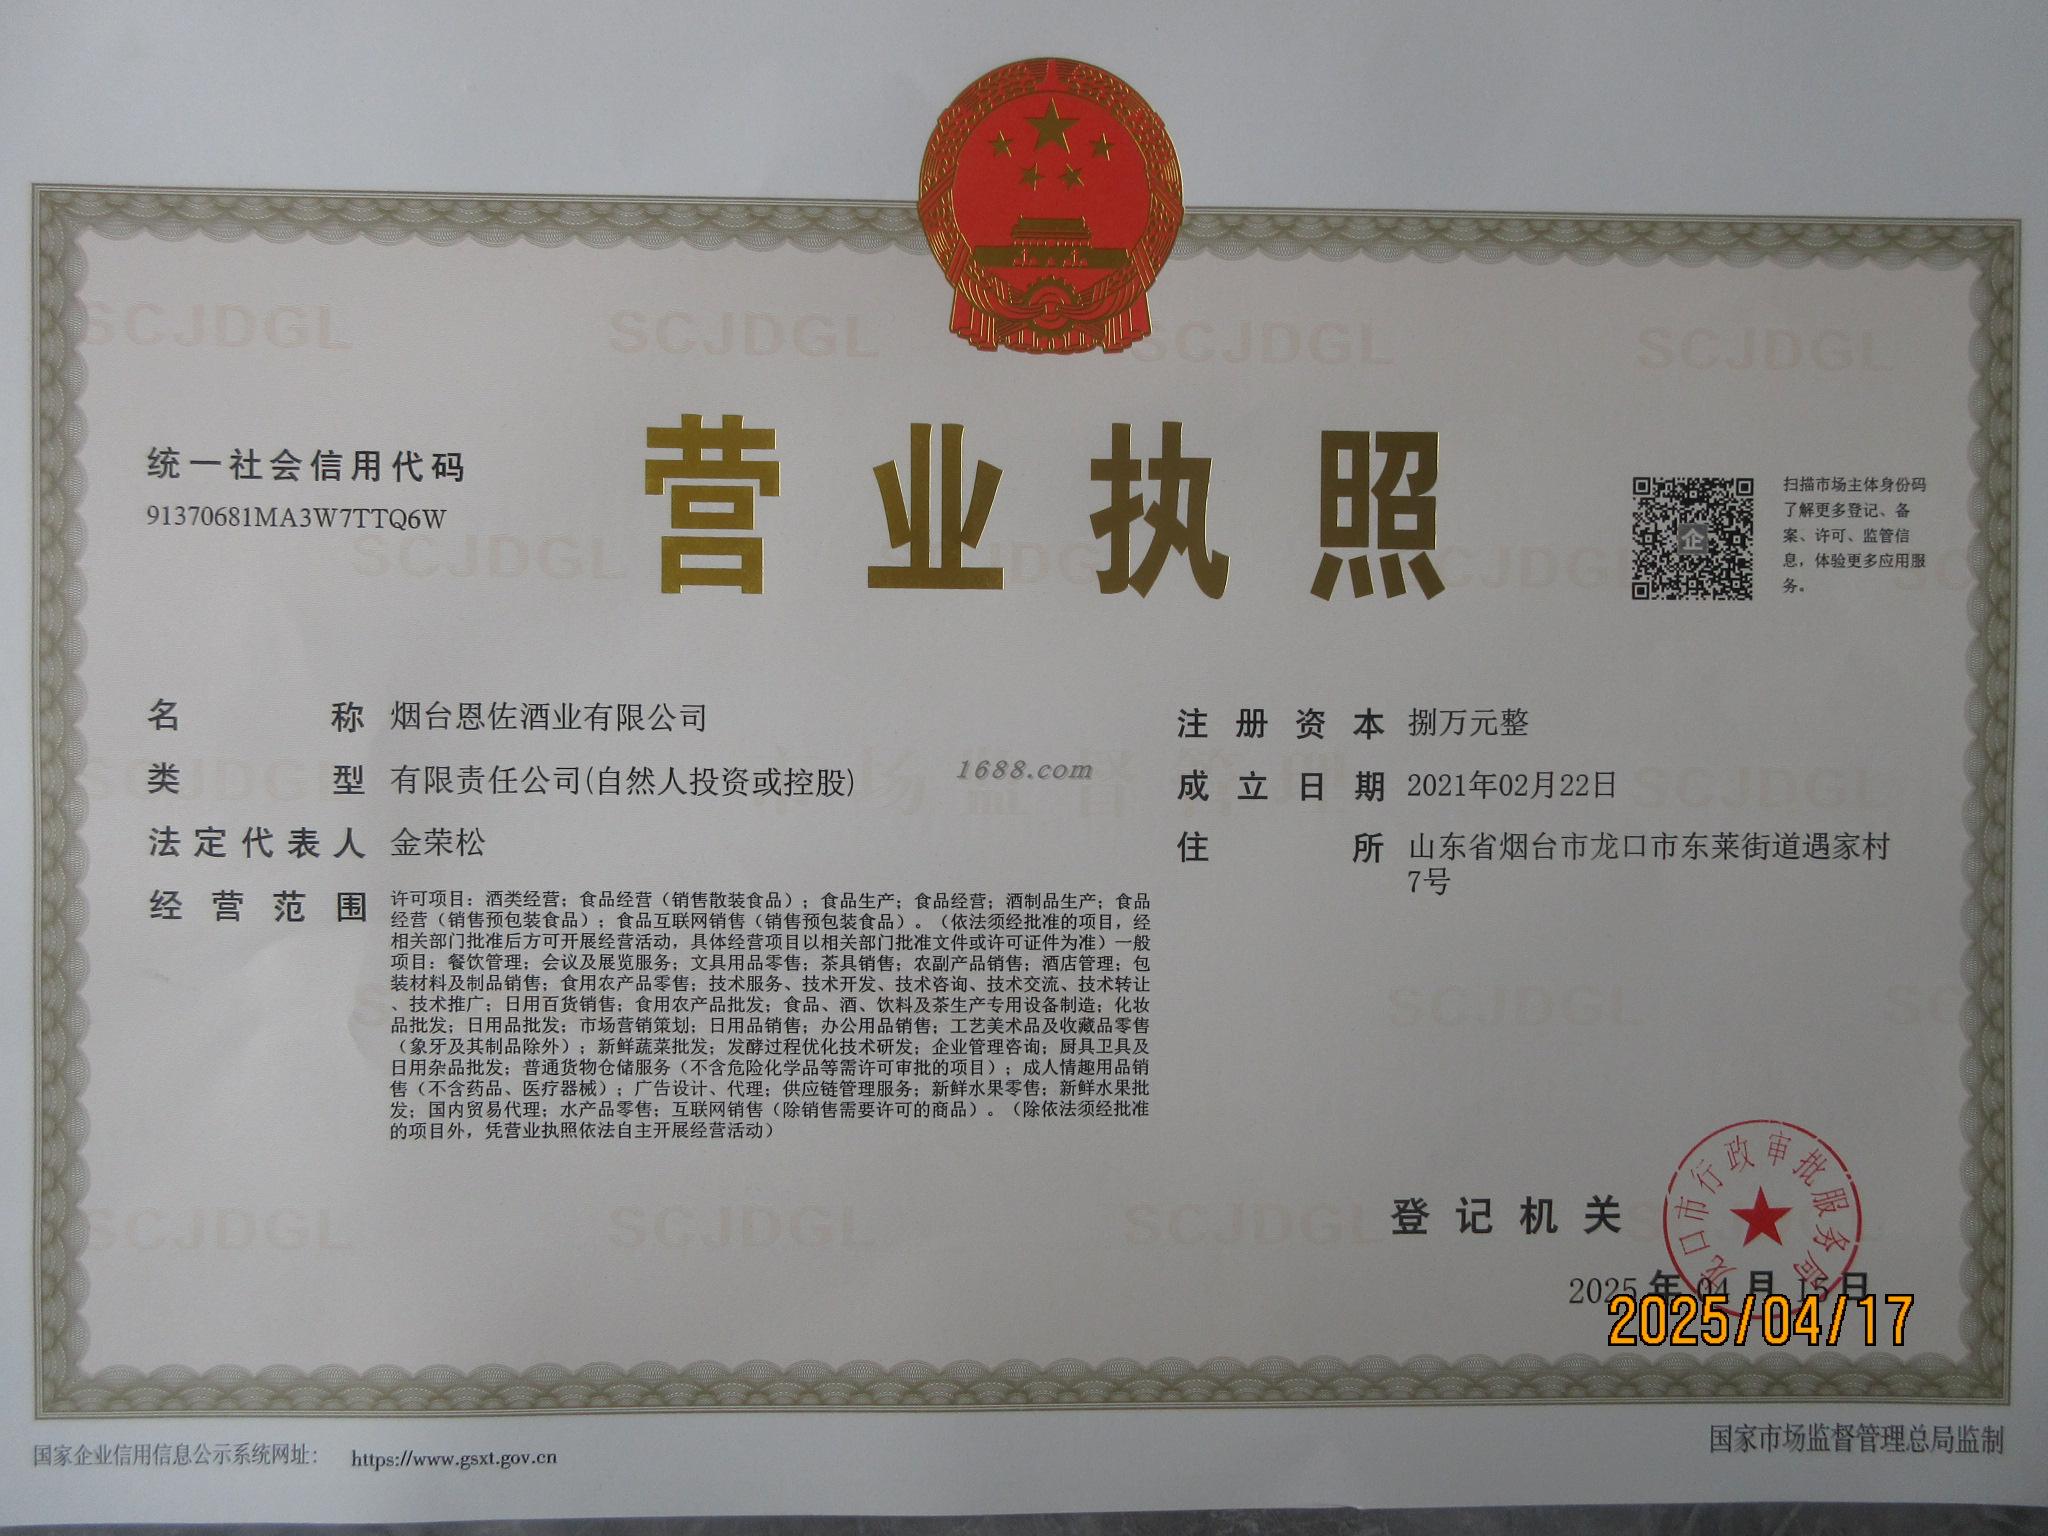 营业执照
统一社会信用代码
91370681MA3W7TTQ6W
扫描市场主体身份码
了解更多登记、备
案、许可、监管信
息，体验更多应用服
务。
名称 烟台恩佐酒业有限公司
类型 有限责任公司(自然人投资或控股)
法定代表人 金荣松
经营范围 许可项目：酒类经营；食品经营（销售散装食品）；食品生产；食品经营；酒制品生产；食品
经营（销售预包装食品）；食品互联网销售（销售预包装食品）。（依法须经批准的项目，经
相关部门批准后方可开展经营活动，具体经营项目以相关部门批准文件或许可证件为准）一般
项目：餐饮管理；会议及展览服务；文具用品零售；茶具销售；农副产品销售；酒店管理；包
装材料及制品销售；食用农产品零售；技术服务、技术开发、技术咨询、技术交流、技术转让
、技术推广；日用百货销售；食用农产品批发；食品、酒、饮料及茶生产专用设备制造；化妆
品批发；日用品批发；市场营销策划；日用品销售；办公用品销售；工艺美术品及收藏品零售
（象牙及其制品除外）；新鲜蔬菜批发；发酵过程优化技术研发；企业管理咨询；厨具卫具及
日用杂品批发；普通货物仓储服务（不含危险化学品等需许可审批的项目）；成人情趣用品销
售（不含药品、医疗器械）；广告设计、代理；供应链管理服务；新鲜水果零售；新鲜水果批
发；国内贸易代理；水产品零售；互联网销售（除销售需要许可的商品）。（除依法须经批准
的项目外，凭营业执照依法自主开展经营活动）
注册资本 捌万元整
成立日期 2021年02月22日
住所 山东省烟台市龙口市东莱街道遇家村
7号
1688.com
登记机关
龙口市行政审批服务局
2025年04月15日
2025/04/17
国家企业信用信息公示系统网址： https://www.gsxt.gov.cn
国家市场监督管理总局监制